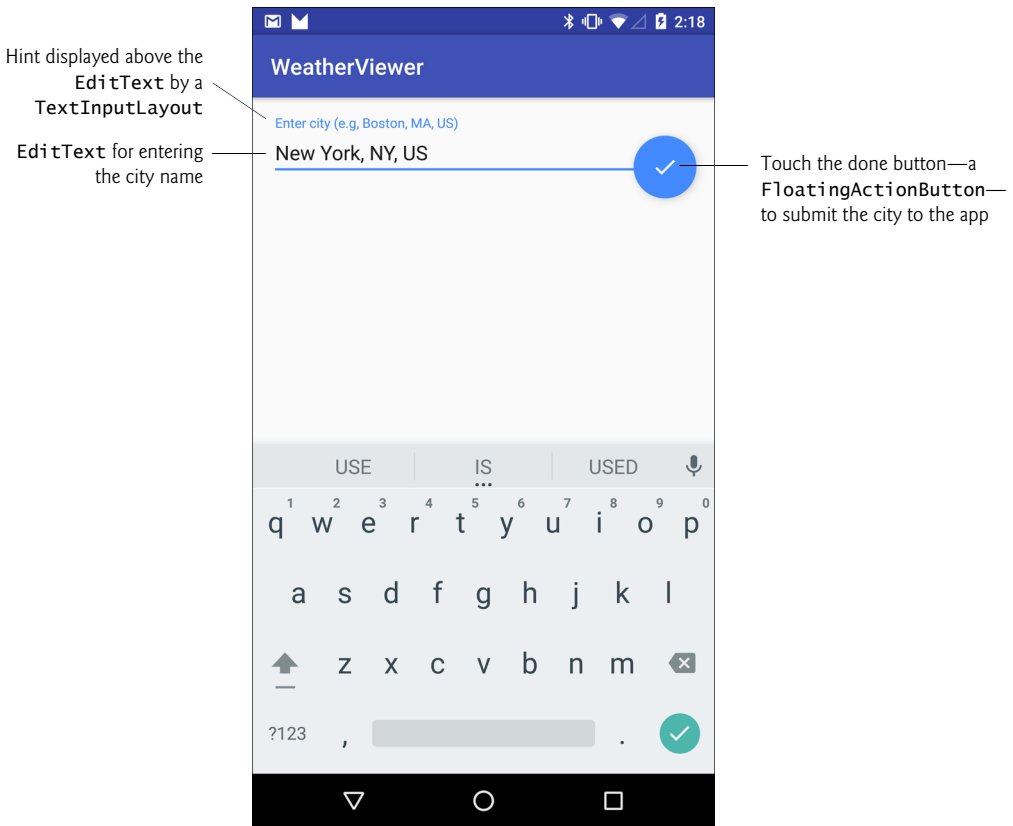 2:18
WeatherViewer
Hint displayed above the
EditText by a
TextInputLayout
Enter city (e.g, Boston, MA, US)
EditText for entering
the city name
New York, NY, US
Touch the done button—a
FloatingActionButton—
to submit the city to the app
USE IS USED
1 2 3 4 5 6 7 8 9 0
q w e r t y u i o p
a s d f g h j k l
z x c v b n m
?123 , .